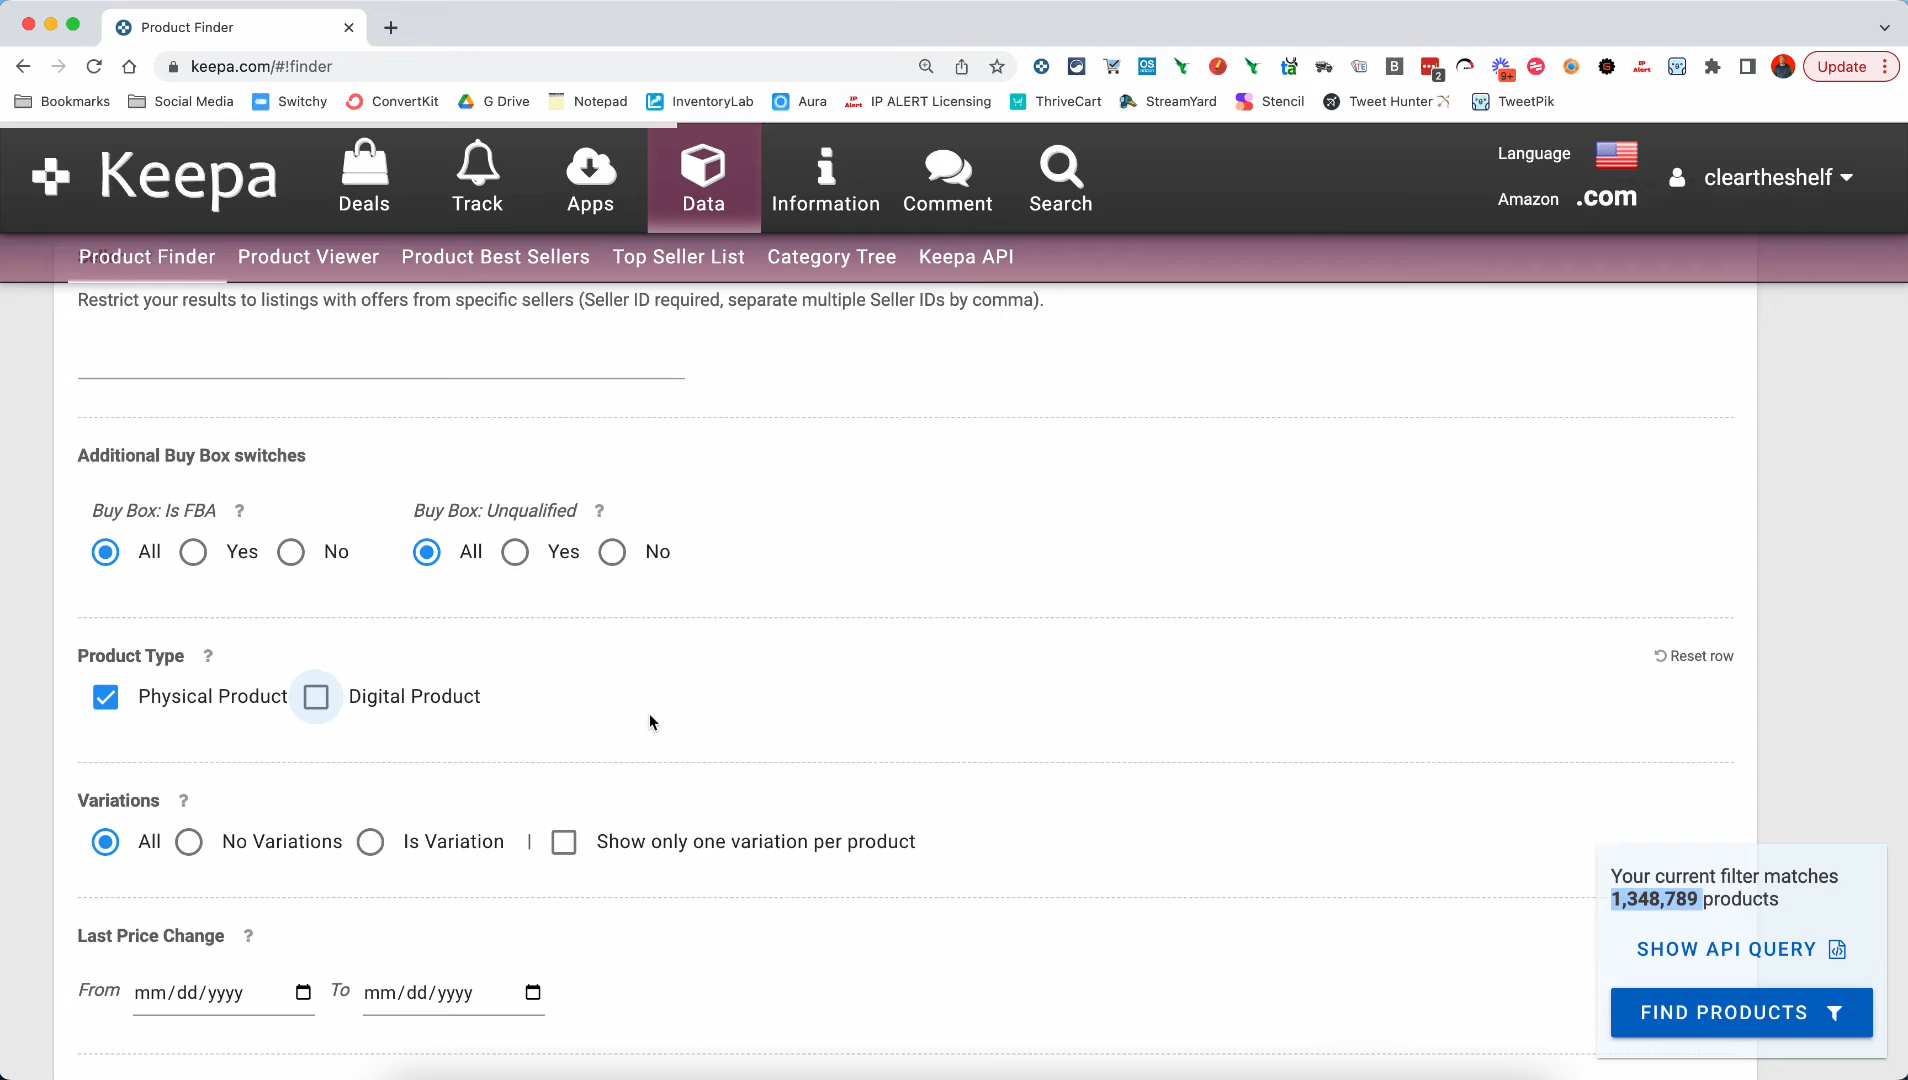 Product Finder
keepa.com/#!finder
OS
2
9+
Update
Bookmarks Social Media Switchy ConvertKit G Drive Notepad InventoryLab Aura IP ALERT Licensing ThriveCart StreamYard Stencil Tweet Hunter TweetPik
Keepa
Deals
Track
Apps
Data
Information
Comment
Search
Language
Amazon .com
cleartheshelf
Product Finder Product Viewer Product Best Sellers Top Seller List Category Tree Keepa API
Restrict your results to listings with offers from specific sellers (Seller ID required, separate multiple Seller IDs by comma).
Additional Buy Box switches
Buy Box: Is FBA ? Buy Box: Unqualified ?
All Yes No All Yes No
Product Type ? Reset row
Physical Product Digital Product
Variations ?
All No Variations Is Variation | Show only one variation per product
Your current filter matches
1,348,789 products
Last Price Change ?
SHOW API QUERY
From mm/dd/yyyy To mm/dd/yyyy
FIND PRODUCTS